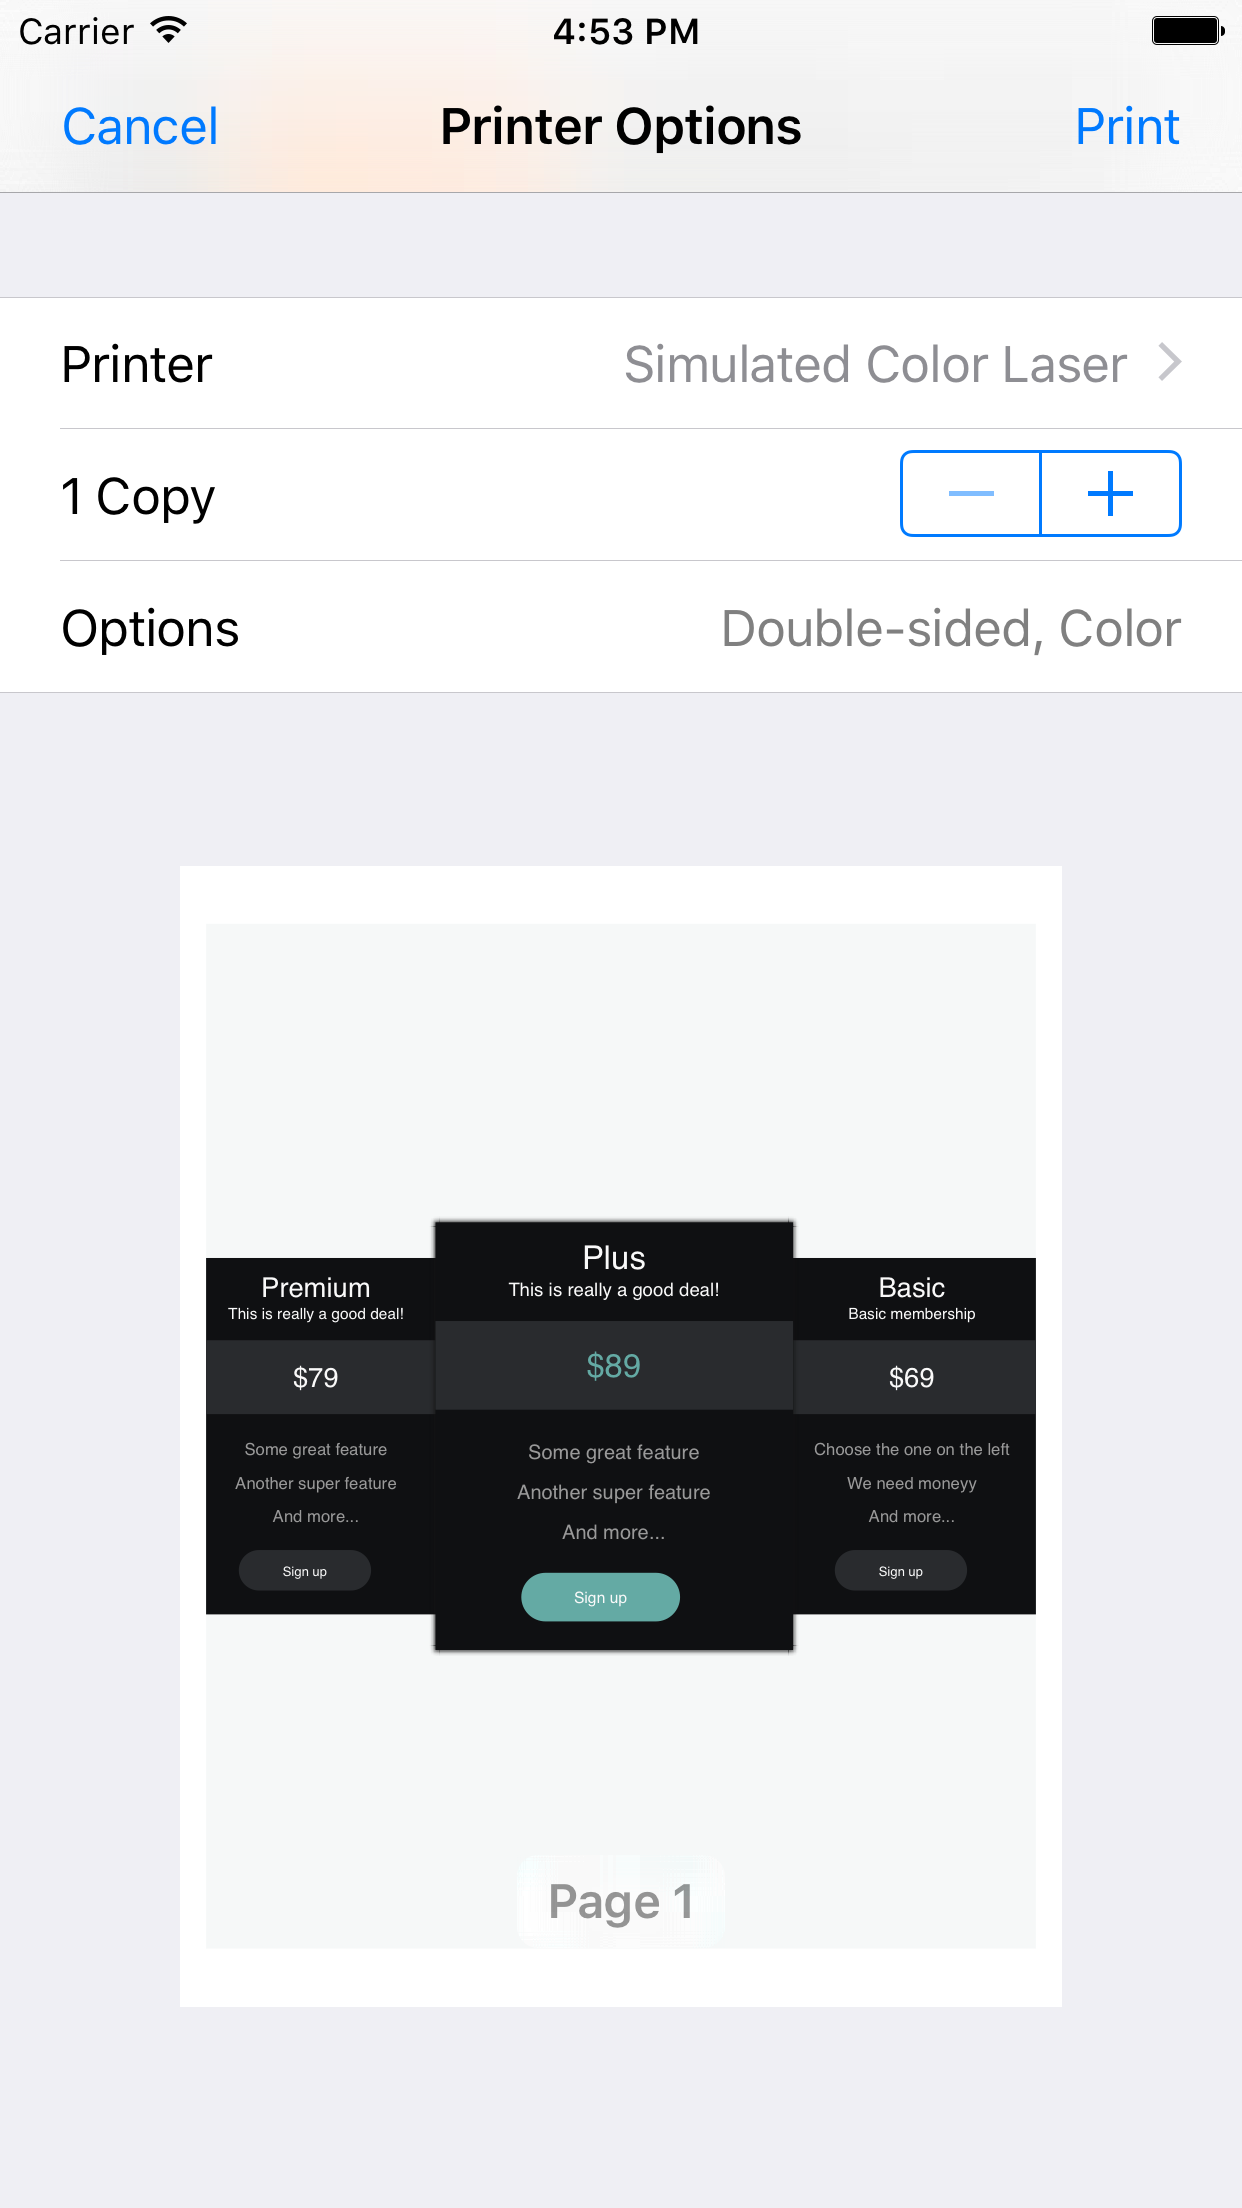 Carrier 4:53 PM
Cancel Printer Options Print
Printer Simulated Color Laser
1 Copy
Options Double-sided, Color
Premium
This is really a good deal!
$79
Some great feature
Another super feature
And more...
Sign up
Plus
This is really a good deal!
$89
Some great feature
Another super feature
And more...
Sign up
Basic
Basic membership
$69
Choose the one on the left
We need moneyy
And more...
Sign up
Page 1